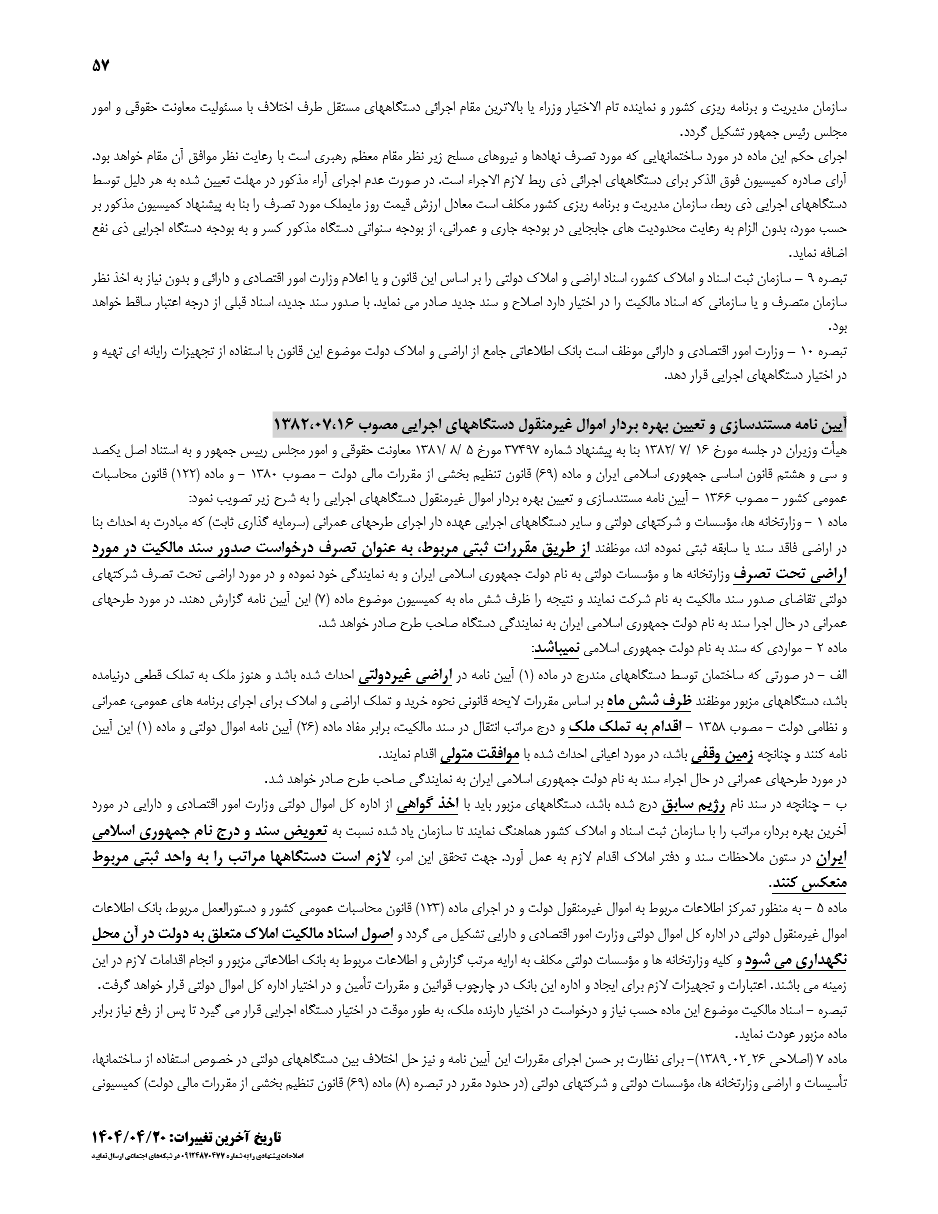 ۵۷
سازمان مدیریت و برنامه ریزی کشور و نماینده تام الاختیار وزراء یا بالاترین مقام اجرائی دستگاههای مستقل طرف اختلاف با مسئولیت معاونت حقوقی و امور
مجلس رئیس جمهور تشکیل گردد.
اجرای حکم این ماده در مورد ساختمانهایی که مورد تصرف نهادها و نیروهای مسلح زیر نظر مقام معظم رهبری است با رعایت نظر موافق آن مقام خواهد بود.
آرای صادره کمیسیون فوق الذکر برای دستگاههای اجرائی ذی ربط لازم الاجراء است. در صورت عدم اجرای آراء مذکور در مهلت تعیین شده به هر دلیل توسط
دستگاههای اجرایی ذی ربط، سازمان مدیریت و برنامه ریزی کشور مکلف است معادل ارزش قیمت روز مایملک مورد تصرف را بنا به پیشنهاد کمیسیون مذکور بر
حسب مورد، بدون الزام به رعایت محدودیت های جابجایی در بودجه جاری و عمرانی، از بودجه سنواتی دستگاه مذکور کسر و به بودجه دستگاه اجرایی ذی نفع
اضافه نماید.
تبصره ۹ – سازمان ثبت اسناد و املاک کشور، اسناد اراضی و املاک دولتی را بر اساس این قانون و یا اعلام وزارت امور اقتصادی و دارائی و بدون نیاز به اخذ نظر
سازمان متصرف و یا سازمانی که اسناد مالکیت را در اختیار دارد اصلاح و سند جدید صادر می نماید. با صدور سند جدید، اسناد قبلی از درجه اعتبار ساقط خواهد
بود.
تبصره ۱۰ – وزارت امور اقتصادی و دارائی موظف است بانک اطلاعاتی جامع از اراضی و املاک دولت موضوع این قانون با استفاده از تجهیزات رایانه ای تهیه و
در اختیار دستگاههای اجرایی قرار دهد.
آیین نامه مستندسازی و تعیین بهره بردار اموال غیرمنقول دستگاههای اجرایی مصوب ۱۳۸۲،۰۷،۱۶
هیأت وزیران در جلسه مورخ ۱۶ /۷ /۱۳۸۲ بنا به پیشنهاد شماره ۳۷۴۹۷ مورخ ۵ /۸ /۱۳۸۱ معاونت حقوقی و امور مجلس رییس جمهور و به استناد اصل یکصد
و سی و هشتم قانون اساسی جمهوری اسلامی ایران و ماده (۶۹) قانون تنظیم بخشی از مقررات مالی دولت - مصوب ۱۳۸۰ - و ماده (۱۲۲) قانون محاسبات
عمومی کشور – مصوب ۱۳۶۶ – آیین نامه مستندسازی و تعیین بهره بردار اموال غیرمنقول دستگاههای اجرایی را به شرح زیر تصویب نمود:
ماده ۱ – وزارتخانه ها، مؤسسات و شرکتهای دولتی و سایر دستگاههای اجرایی عهده دار اجرای طرحهای عمرانی (سرمایه گذاری ثابت) که مبادرت به احداث بنا
در اراضی فاقد سند یا سابقه ثبتی نموده اند، موظفند از طریق مقررات ثبتی مربوط، به عنوان تصرف درخواست صدور سند مالکیت در مورد
اراضی تحت تصرف وزارتخانه ها و مؤسسات دولتی به نام دولت جمهوری اسلامی ایران و به نمایندگی خود نموده و در مورد اراضی تحت تصرف شرکتهای
دولتی تقاضای صدور سند مالکیت به نام شرکت نمایند و نتیجه را ظرف شش ماه به کمیسیون موضوع ماده (۷) این آیین نامه گزارش دهند. در مورد طرحهای
عمرانی در حال اجرا سند به نام دولت جمهوری اسلامی ایران به نمایندگی دستگاه صاحب طرح صادر خواهد شد.
ماده ۲ – مواردی که سند به نام دولت جمهوری اسلامی نمیباشد:
الف – در صورتی که ساختمان توسط دستگاههای مندرج در ماده (۱) آیین نامه در اراضی غیردولتی احداث شده باشد و هنوز ملک به تملک قطعی درنیامده
باشد، دستگاههای مزبور موظفند ظرف شش ماه بر اساس مقررات لایحه قانونی نحوه خرید و تملک اراضی و املاک برای اجرای برنامه های عمومی، عمرانی
و نظامی دولت – مصوب ۱۳۵۸ – اقدام به تملک ملک و درج مراتب انتقال در سند مالکیت، برابر مفاد ماده (۲۶) آیین نامه اموال دولتی و ماده (۱) این آیین
نامه کنند و چنانچه زمین وقفی باشد، در مورد اعیانی احداث شده با موافقت متولی اقدام نمایند.
در مورد طرحهای عمرانی در حال اجراء سند به نام دولت جمهوری اسلامی ایران به نمایندگی صاحب طرح صادر خواهد شد.
ب – چنانچه در سند نام رژیم سابق درج شده باشد، دستگاههای مزبور باید با اخذ گواهی از اداره کل اموال دولتی وزارت امور اقتصادی و دارایی در مورد
آخرین بهره بردار، مراتب را با سازمان ثبت اسناد و املاک کشور هماهنگ نمایند تا سازمان یاد شده نسبت به تعویض سند و درج نام جمهوری اسلامی
ایران در ستون ملاحظات سند و دفتر املاک اقدام لازم به عمل آورد. جهت تحقق این امر، لازم است دستگاهها مراتب را به واحد ثبتی مربوط
منعکس کنند.
ماده ۵ – به منظور تمرکز اطلاعات مربوط به اموال غیرمنقول دولت و در اجرای ماده (۱۲۳) قانون محاسبات عمومی کشور و دستورالعمل مربوط، بانک اطلاعات
اموال غیرمنقول دولتی در اداره کل اموال دولتی وزارت امور اقتصادی و دارایی تشکیل می گردد و اصول اسناد مالکیت املاک متعلق به دولت در آن محل
نگهداری می شود و کلیه وزارتخانه ها و مؤسسات دولتی مکلف به ارایه مرتب گزارش و اطلاعات مربوط به بانک اطلاعاتی مزبور و انجام اقدامات لازم در این
زمینه می باشند. اعتبارات و تجهیزات لازم برای ایجاد و اداره این بانک در چارچوب قوانین و مقررات تأمین و در اختیار اداره کل اموال دولتی قرار خواهد گرفت.
تبصره – اسناد مالکیت موضوع این ماده حسب نیاز و درخواست در اختیار دارنده ملک، به طور موقت در اختیار دستگاه اجرایی قرار می گیرد تا پس از رفع نیاز برابر
ماده مزبور عودت نماید.
ماده ۷ (اصلاحی ۲۶ـ۰۲ـ۱۳۸۹)- برای نظارت بر حسن اجرای مقررات این آیین نامه و نیز حل اختلاف بین دستگاههای دولتی در خصوص استفاده از ساختمانها،
تأسیسات و اراضی وزارتخانه ها، مؤسسات دولتی و شرکتهای دولتی (در حدود مقرر در تبصره (۸) ماده (۶۹) قانون تنظیم بخشی از مقررات مالی دولت) کمیسیونی
تاریخ آخرین تغییرات: ۱۴۰۴/۰۴/۲۰
اصلاحات پیشنهادی را به شماره ۰۹۱۲۴۸۷۰۴۷۷ در شبکه‌های اجتماعی ارسال نمایید